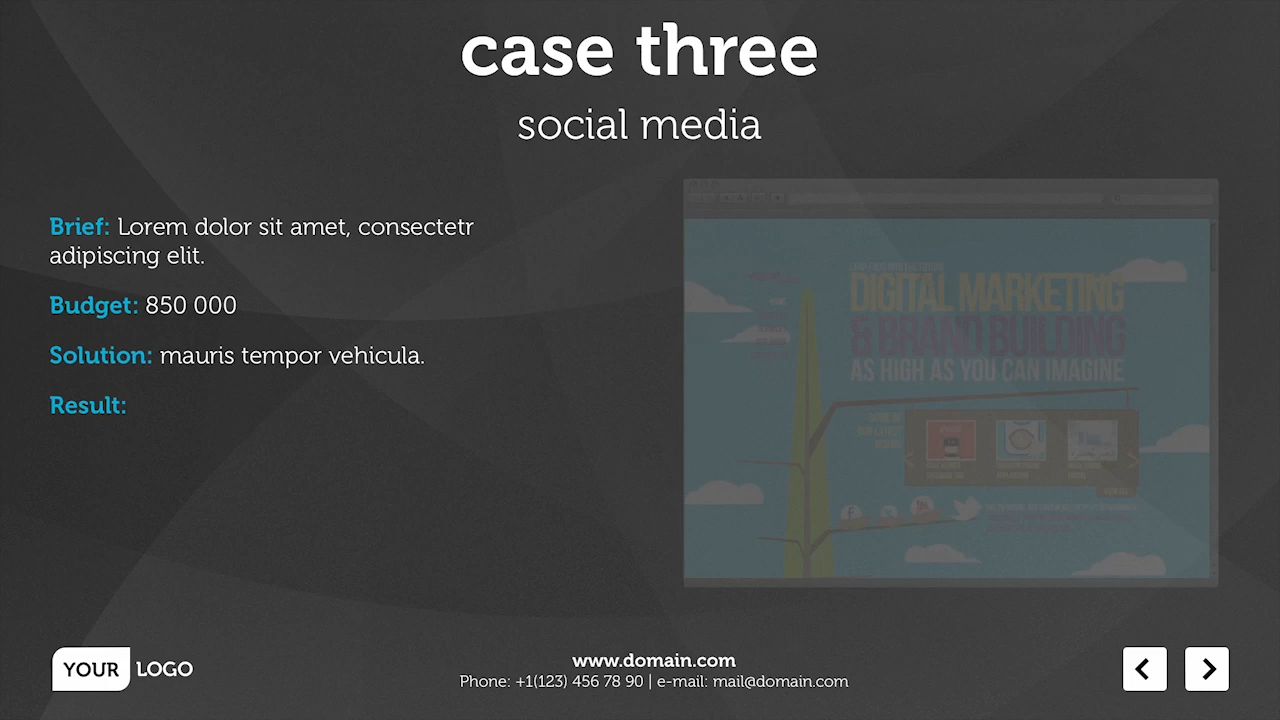 case three
social media
Brief: Lorem dolor sit amet, consectetr
adipiscing elit.
Budget: 850 000
Solution: mauris tempor vehicula.
Result:
DIGITAL MARKETING
& BRAND BUILDING
AS HIGH AS YOU CAN IMAGINE
YOUR LOGO
www.domain.com
Phone: +1(123) 456 78 90 | e-mail: mail@domain.com